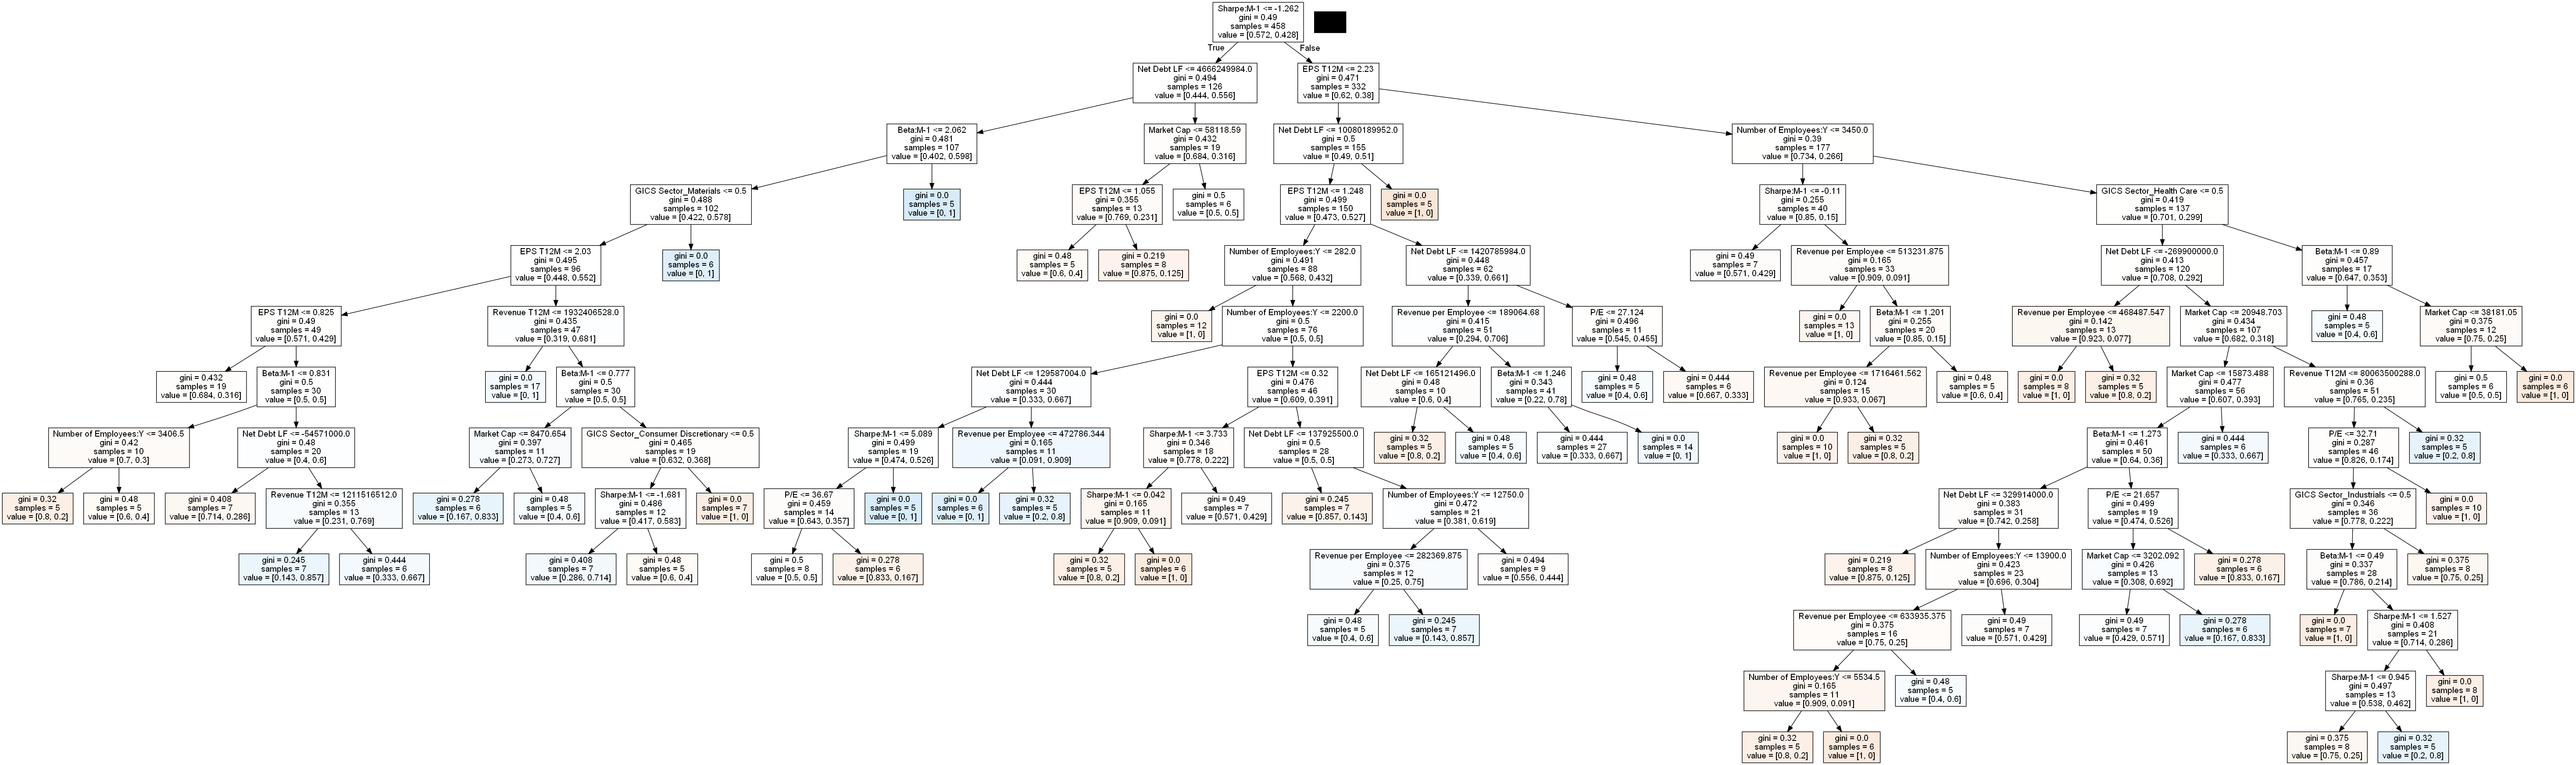 Sharpe:M-1 <= -1.262
gini = 0.49
samples = 458
value = [0.572, 0.428]
True
False
Net Debt LF <= 4666249984.0
gini = 0.494
samples = 126
value = [0.444, 0.556]
EPS T12M <= 2.23
gini = 0.471
samples = 332
value = [0.62, 0.38]
Beta:M-1 <= 2.062
gini = 0.481
samples = 107
value = [0.402, 0.598]
Market Cap <= 58118.59
gini = 0.432
samples = 19
value = [0.684, 0.316]
Net Debt LF <= 10080189952.0
gini = 0.5
samples = 155
value = [0.49, 0.51]
Number of Employees:Y <= 3450.0
gini = 0.39
samples = 177
value = [0.734, 0.266]
GICS Sector_Materials <= 0.5
gini = 0.488
samples = 102
value = [0.422, 0.578]
gini = 0.0
samples = 5
value = [0, 1]
EPS T12M <= 1.055
gini = 0.355
samples = 13
value = [0.769, 0.231]
gini = 0.5
samples = 6
value = [0.5, 0.5]
EPS T12M <= 1.248
gini = 0.499
samples = 150
value = [0.473, 0.527]
gini = 0.0
samples = 5
value = [1, 0]
Sharpe:M-1 <= -0.11
gini = 0.255
samples = 40
value = [0.85, 0.15]
GICS Sector_Health Care <= 0.5
gini = 0.419
samples = 137
value = [0.701, 0.299]
EPS T12M <= 2.03
gini = 0.495
samples = 96
value = [0.448, 0.552]
gini = 0.0
samples = 6
value = [0, 1]
gini = 0.48
samples = 5
value = [0.6, 0.4]
gini = 0.219
samples = 8
value = [0.875, 0.125]
Number of Employees:Y <= 282.0
gini = 0.491
samples = 88
value = [0.568, 0.432]
Net Debt LF <= 1420785984.0
gini = 0.448
samples = 62
value = [0.339, 0.661]
gini = 0.49
samples = 7
value = [0.571, 0.429]
Revenue per Employee <= 513231.875
gini = 0.165
samples = 33
value = [0.909, 0.091]
Net Debt LF <= -269900000.0
gini = 0.413
samples = 120
value = [0.708, 0.292]
Beta:M-1 <= 0.89
gini = 0.457
samples = 17
value = [0.647, 0.353]
EPS T12M <= 0.825
gini = 0.49
samples = 49
value = [0.571, 0.429]
Revenue T12M <= 1932406528.0
gini = 0.435
samples = 47
value = [0.319, 0.681]
gini = 0.0
samples = 12
value = [1, 0]
Number of Employees:Y <= 2200.0
gini = 0.5
samples = 76
value = [0.5, 0.5]
Revenue per Employee <= 189064.68
gini = 0.415
samples = 51
value = [0.294, 0.706]
P/E <= 27.124
gini = 0.496
samples = 11
value = [0.545, 0.455]
gini = 0.0
samples = 13
value = [1, 0]
Beta:M-1 <= 1.201
gini = 0.255
samples = 20
value = [0.85, 0.15]
Revenue per Employee <= 468487.547
gini = 0.142
samples = 13
value = [0.923, 0.077]
Market Cap <= 20948.703
gini = 0.434
samples = 107
value = [0.682, 0.318]
gini = 0.48
samples = 5
value = [0.4, 0.6]
Market Cap <= 38181.05
gini = 0.375
samples = 12
value = [0.75, 0.25]
gini = 0.432
samples = 19
value = [0.684, 0.316]
Beta:M-1 <= 0.831
gini = 0.5
samples = 30
value = [0.5, 0.5]
gini = 0.0
samples = 17
value = [0, 1]
Beta:M-1 <= 0.777
gini = 0.5
samples = 30
value = [0.5, 0.5]
Net Debt LF <= 129587004.0
gini = 0.444
samples = 30
value = [0.333, 0.667]
EPS T12M <= 0.32
gini = 0.476
samples = 46
value = [0.609, 0.391]
Net Debt LF <= 165121496.0
gini = 0.48
samples = 10
value = [0.6, 0.4]
Beta:M-1 <= 1.246
gini = 0.343
samples = 41
value = [0.22, 0.78]
gini = 0.48
samples = 5
value = [0.4, 0.6]
gini = 0.444
samples = 6
value = [0.667, 0.333]
Revenue per Employee <= 1716461.562
gini = 0.124
samples = 15
value = [0.933, 0.067]
gini = 0.48
samples = 5
value = [0.6, 0.4]
gini = 0.0
samples = 8
value = [1, 0]
gini = 0.32
samples = 5
value = [0.8, 0.2]
Market Cap <= 15873.488
gini = 0.477
samples = 56
value = [0.607, 0.393]
Revenue T12M <= 80063500288.0
gini = 0.36
samples = 51
value = [0.765, 0.235]
gini = 0.5
samples = 6
value = [0.5, 0.5]
gini = 0.0
samples = 6
value = [1, 0]
Number of Employees:Y <= 3406.5
gini = 0.42
samples = 10
value = [0.7, 0.3]
Net Debt LF <= -54571000.0
gini = 0.48
samples = 20
value = [0.4, 0.6]
Market Cap <= 8470.654
gini = 0.397
samples = 11
value = [0.273, 0.727]
GICS Sector_Consumer Discretionary <= 0.5
gini = 0.465
samples = 19
value = [0.632, 0.368]
Sharpe:M-1 <= 5.089
gini = 0.499
samples = 19
value = [0.474, 0.526]
Revenue per Employee <= 472786.344
gini = 0.165
samples = 11
value = [0.091, 0.909]
Sharpe:M-1 <= 3.733
gini = 0.346
samples = 18
value = [0.778, 0.222]
Net Debt LF <= 137925500.0
gini = 0.5
samples = 28
value = [0.5, 0.5]
gini = 0.32
samples = 5
value = [0.8, 0.2]
gini = 0.48
samples = 5
value = [0.4, 0.6]
gini = 0.444
samples = 27
value = [0.333, 0.667]
gini = 0.0
samples = 14
value = [0, 1]
gini = 0.0
samples = 10
value = [1, 0]
gini = 0.32
samples = 5
value = [0.8, 0.2]
Beta:M-1 <= 1.273
gini = 0.461
samples = 50
value = [0.64, 0.36]
gini = 0.444
samples = 6
value = [0.333, 0.667]
P/E <= 32.71
gini = 0.287
samples = 46
value = [0.826, 0.174]
gini = 0.32
samples = 5
value = [0.2, 0.8]
gini = 0.32
samples = 5
value = [0.8, 0.2]
gini = 0.48
samples = 5
value = [0.6, 0.4]
gini = 0.408
samples = 7
value = [0.714, 0.286]
Revenue T12M <= 1211516512.0
gini = 0.355
samples = 13
value = [0.231, 0.769]
gini = 0.278
samples = 6
value = [0.167, 0.833]
gini = 0.48
samples = 5
value = [0.4, 0.6]
Sharpe:M-1 <= -1.681
gini = 0.486
samples = 12
value = [0.417, 0.583]
gini = 0.0
samples = 7
value = [1, 0]
P/E <= 36.67
gini = 0.459
samples = 14
value = [0.643, 0.357]
gini = 0.0
samples = 5
value = [0, 1]
gini = 0.0
samples = 6
value = [0, 1]
gini = 0.32
samples = 5
value = [0.2, 0.8]
Sharpe:M-1 <= 0.042
gini = 0.165
samples = 11
value = [0.909, 0.091]
gini = 0.49
samples = 7
value = [0.571, 0.429]
gini = 0.245
samples = 7
value = [0.857, 0.143]
Number of Employees:Y <= 12750.0
gini = 0.472
samples = 21
value = [0.381, 0.619]
Net Debt LF <= 329914000.0
gini = 0.383
samples = 31
value = [0.742, 0.258]
P/E <= 21.657
gini = 0.499
samples = 19
value = [0.474, 0.526]
GICS Sector_Industrials <= 0.5
gini = 0.346
samples = 36
value = [0.778, 0.222]
gini = 0.0
samples = 10
value = [1, 0]
gini = 0.245
samples = 7
value = [0.143, 0.857]
gini = 0.444
samples = 6
value = [0.333, 0.667]
gini = 0.408
samples = 7
value = [0.286, 0.714]
gini = 0.48
samples = 5
value = [0.6, 0.4]
gini = 0.5
samples = 8
value = [0.5, 0.5]
gini = 0.278
samples = 6
value = [0.833, 0.167]
gini = 0.32
samples = 5
value = [0.8, 0.2]
gini = 0.0
samples = 6
value = [1, 0]
Revenue per Employee <= 282369.875
gini = 0.375
samples = 12
value = [0.25, 0.75]
gini = 0.494
samples = 9
value = [0.556, 0.444]
gini = 0.219
samples = 8
value = [0.875, 0.125]
Number of Employees:Y <= 13900.0
gini = 0.423
samples = 23
value = [0.696, 0.304]
Market Cap <= 3202.092
gini = 0.426
samples = 13
value = [0.308, 0.692]
gini = 0.278
samples = 6
value = [0.833, 0.167]
Beta:M-1 <= 0.49
gini = 0.337
samples = 28
value = [0.786, 0.214]
gini = 0.375
samples = 8
value = [0.75, 0.25]
gini = 0.48
samples = 5
value = [0.4, 0.6]
gini = 0.245
samples = 7
value = [0.143, 0.857]
Revenue per Employee <= 633935.375
gini = 0.375
samples = 16
value = [0.75, 0.25]
gini = 0.49
samples = 7
value = [0.571, 0.429]
gini = 0.49
samples = 7
value = [0.429, 0.571]
gini = 0.278
samples = 6
value = [0.167, 0.833]
gini = 0.0
samples = 7
value = [1, 0]
Sharpe:M-1 <= 1.527
gini = 0.408
samples = 21
value = [0.714, 0.286]
Number of Employees:Y <= 5534.5
gini = 0.165
samples = 11
value = [0.909, 0.091]
gini = 0.48
samples = 5
value = [0.4, 0.6]
Sharpe:M-1 <= 0.945
gini = 0.497
samples = 13
value = [0.538, 0.462]
gini = 0.0
samples = 8
value = [1, 0]
gini = 0.32
samples = 5
value = [0.8, 0.2]
gini = 0.0
samples = 6
value = [1, 0]
gini = 0.375
samples = 8
value = [0.75, 0.25]
gini = 0.32
samples = 5
value = [0.2, 0.8]